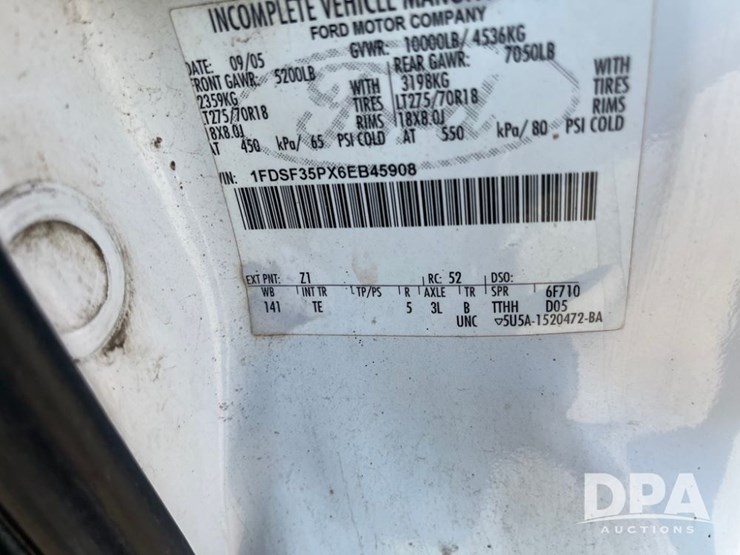 INCOMPLETE VEHICLE
FORD MOTOR COMPANY
DATE: 09/05 GVWR: 10000LB/ 4536KG
FRONT GAWR: 5200LB REAR GAWR: 7050LB
2359KG WITH 3198KG WITH
LT275/70R18 TIRES LT275/70R18 TIRES
18X8.0J RIMS 18X8.0J RIMS
AT 450 kPa/ 65 PSI COLD AT 550 kPa/ 80 PSI COLD
VIN: 1FDSF35PX6EB45908
EXT PNT: Z1 RC: 52 DSO:
WB INT TR TP/PS R AXLE TR SPR 6F710
141 TE 5 3L B TTHH D05
UNC 5U5A-1520472-BA
DPA
AUCTIONS